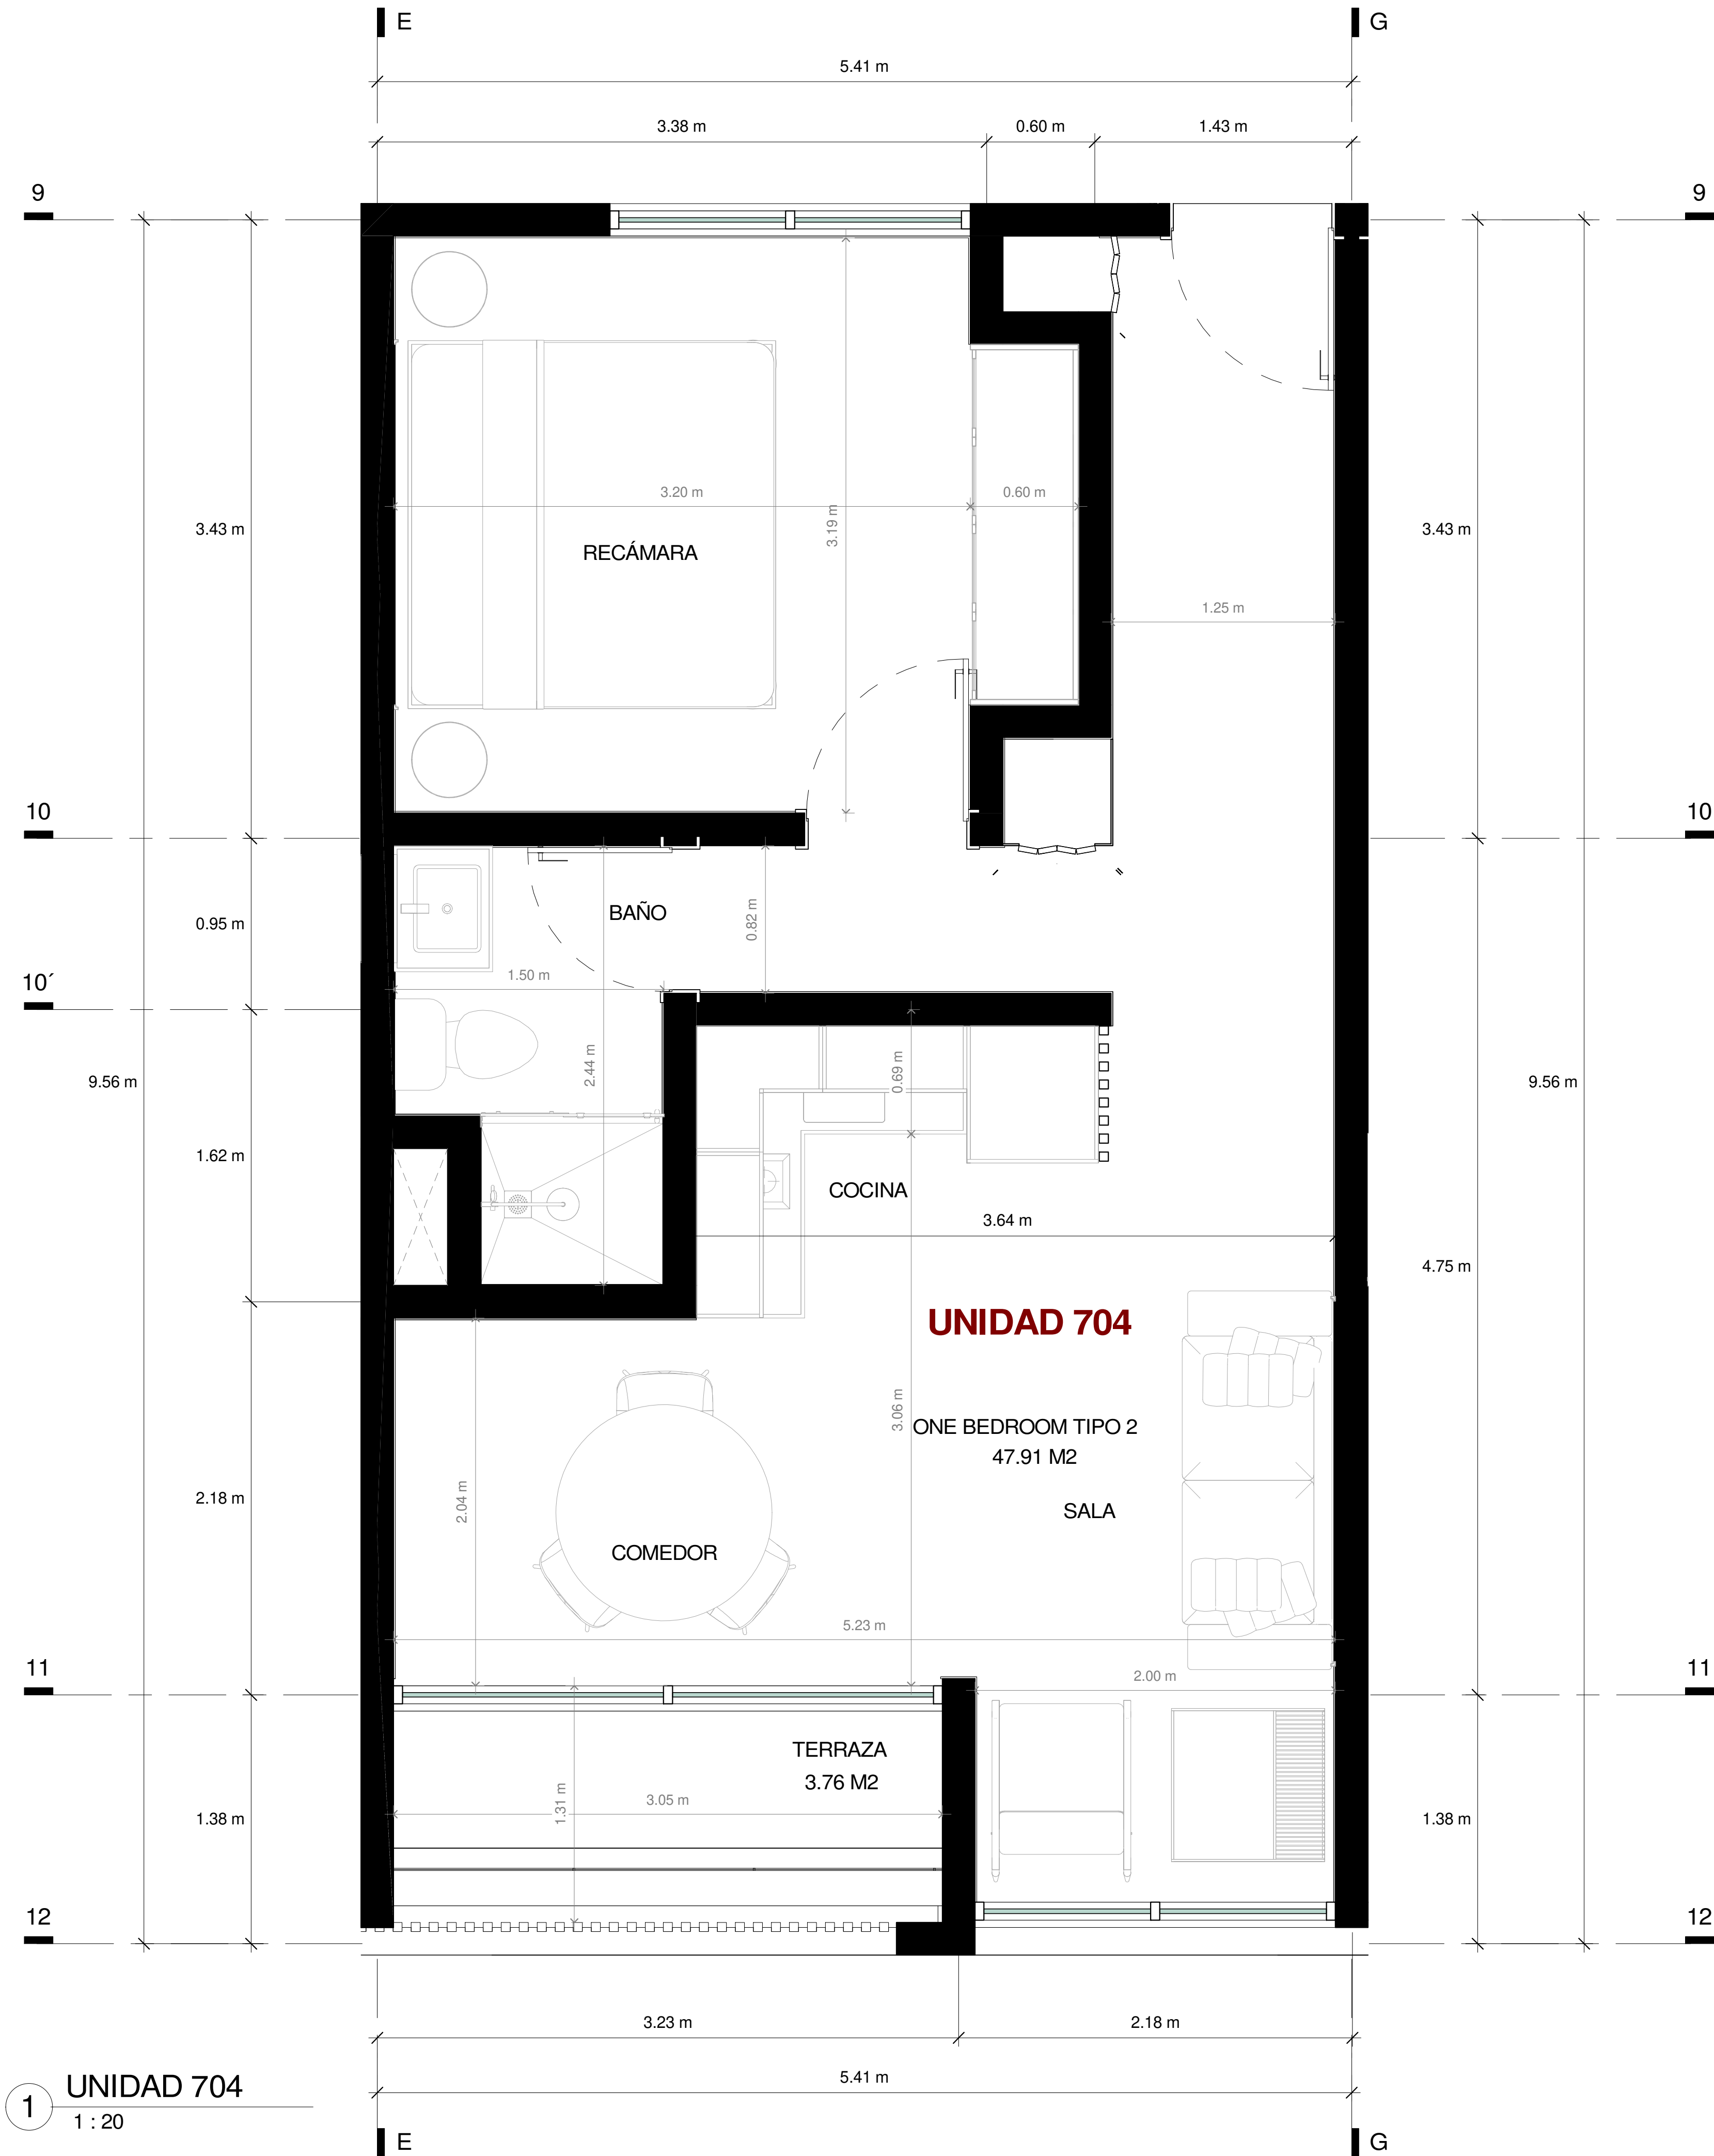 E
G
5.41 m
3.38 m
0.60 m
1.43 m
9
9
3.20 m
0.60 m
3.19 m
3.43 m
3.43 m
RECÁMARA
1.25 m
10
10
0.95 m
BAÑO
0.82 m
1.50 m
10´
2.44 m
0.69 m
9.56 m
9.56 m
1.62 m
COCINA
3.64 m
4.75 m
UNIDAD 704
3.06 m
ONE BEDROOM TIPO 2
47.91 M2
2.18 m
2.04 m
SALA
COMEDOR
5.23 m
11
11
2.00 m
TERRAZA
3.76 M2
1.31 m
3.05 m
1.38 m
1.38 m
12
12
3.23 m
2.18 m
5.41 m
1
UNIDAD 704
1 : 20
E
G